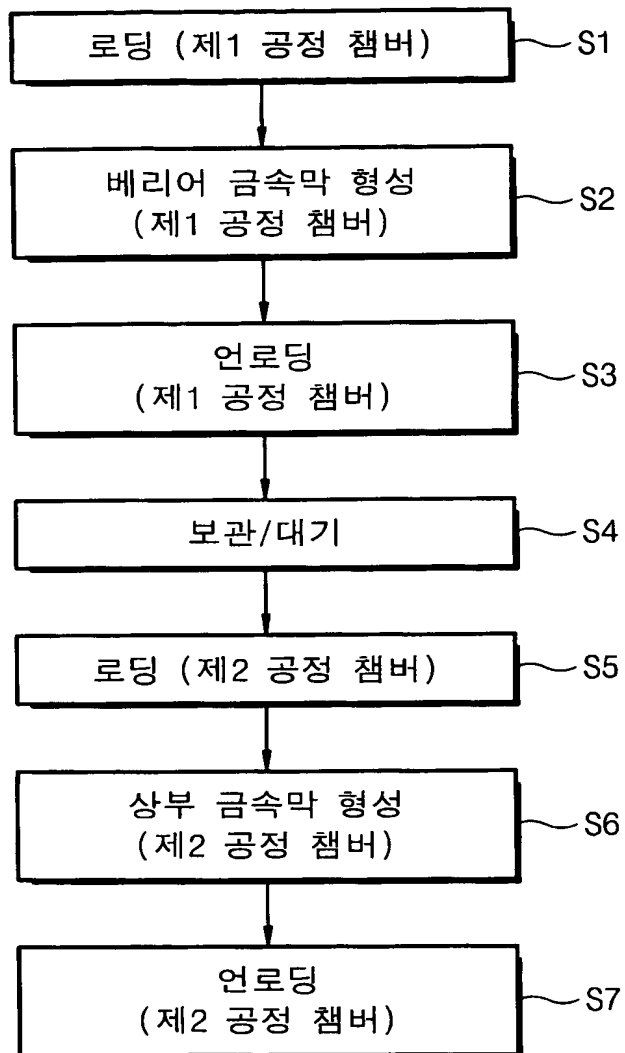 로딩 (제1 공정 챔버)
S1
베리어 금속막 형성
(제1 공정 챔버)
S2
언로딩
(제1 공정 챔버)
S3
보관/대기
S4
로딩 (제2 공정 챔버)
S5
상부 금속막 형성
(제2 공정 챔버)
S6
언로딩
(제2 공정 챔버)
S7